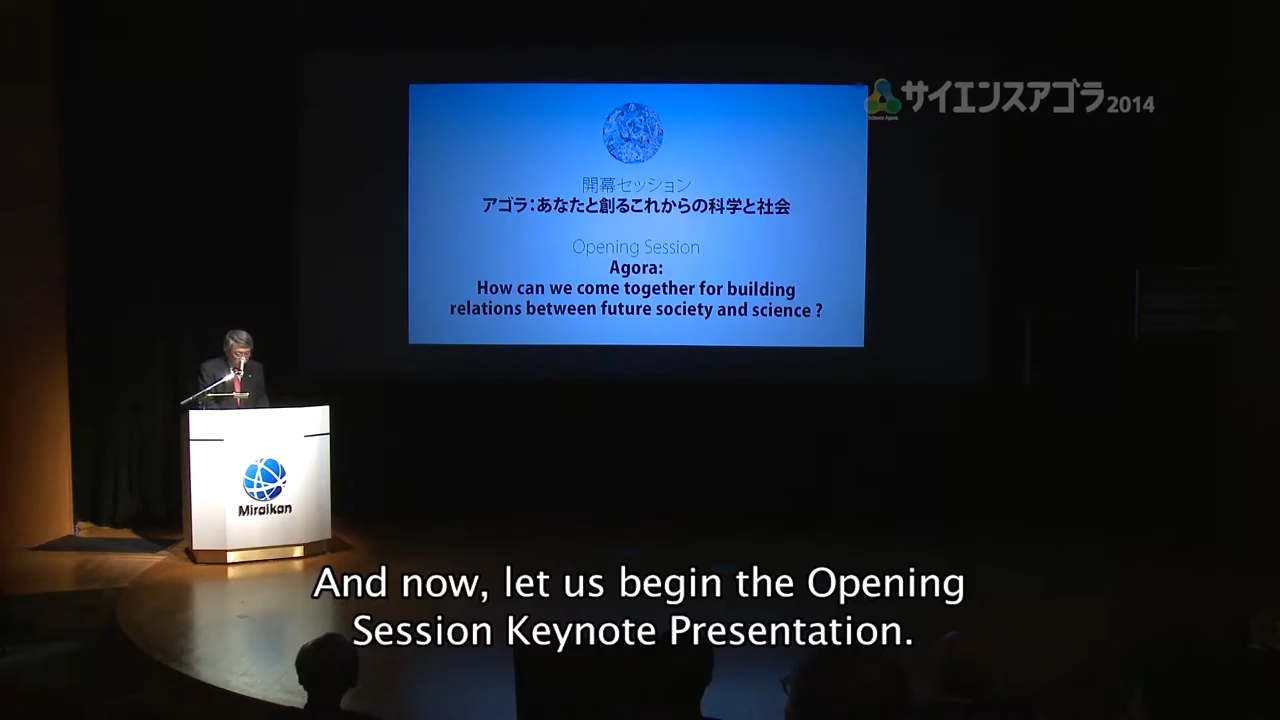 サイエンスアゴラ2014
Science Agora
開幕セッション
アゴラ：あなたと創るこれからの科学と社会
Opening Session
Agora:
How can we come together for building
relations between future society and science ?
Miraikan
And now, let us begin the Opening
Session Keynote Presentation.